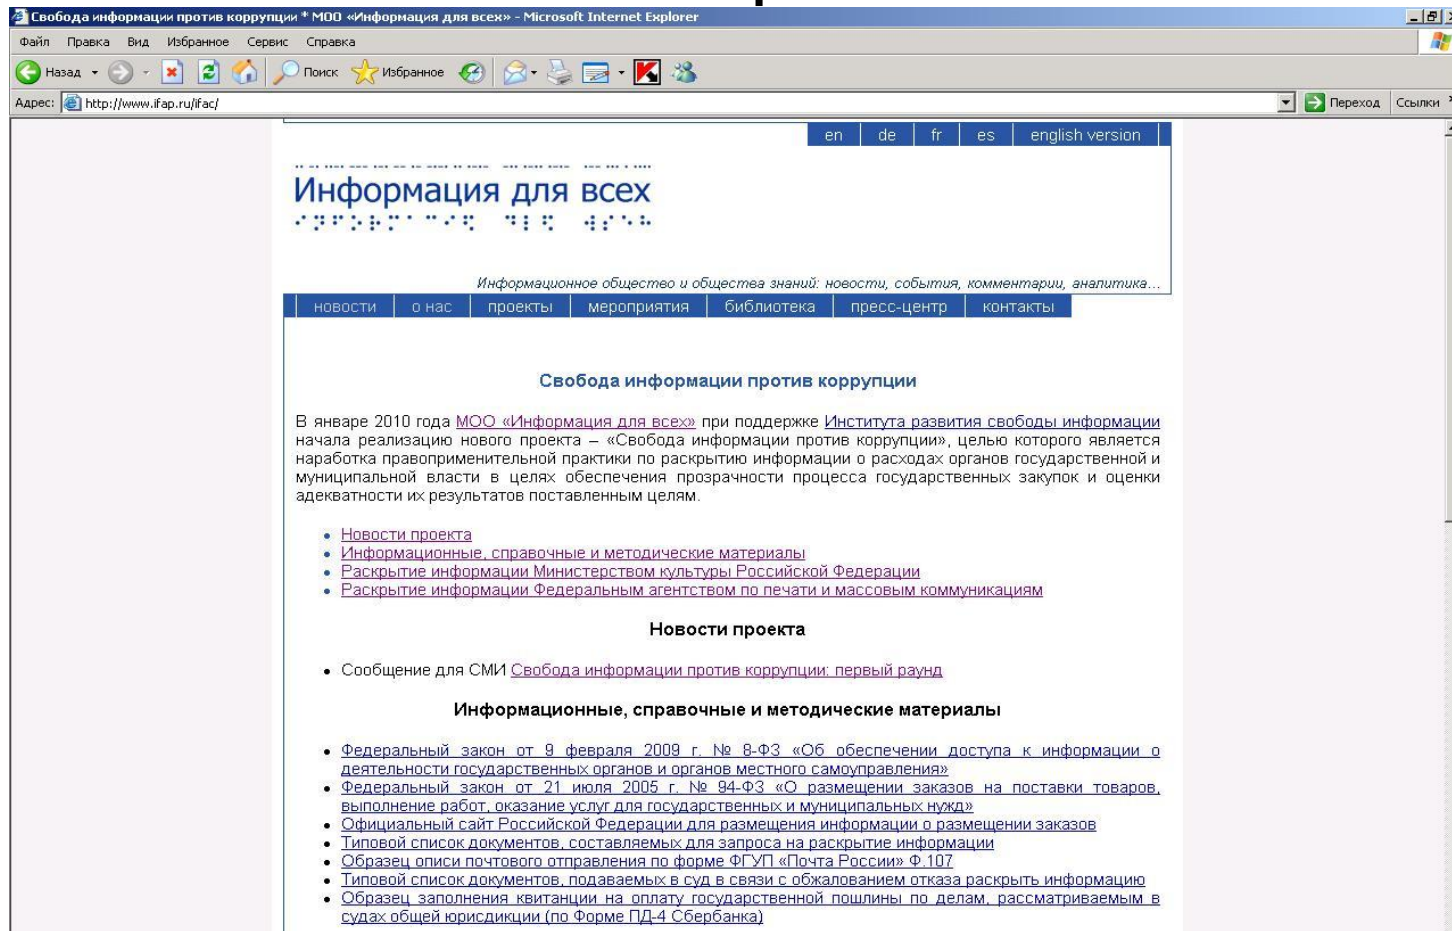 Свобода информации против коррупции * МОО «Информация для всех» - Microsoft Internet Explorer
Файл Правка Вид Избранное Сервис Справка
Назад Поиск Избранное
Адрес: http://www.ifap.ru/ifac/ Переход Ссылки
en de fr es english version
Информация для всех
⠊⠝⠋⠕⠗⠍⠁⠉⠊⠫ ⠙⠇⠫ ⠺⠎⠑⠓
Информационное общество и общества знаний: новости, события, комментарии, аналитика...
новости о нас проекты мероприятия библиотека пресс-центр контакты
Свобода информации против коррупции
В январе 2010 года МОО «Информация для всех» при поддержке Института развития свободы информации
начала реализацию нового проекта – «Свобода информации против коррупции», целью которого является
наработка правоприменительной практики по раскрытию информации о расходах органов государственной и
муниципальной власти в целях обеспечения прозрачности процесса государственных закупок и оценки
адекватности их результатов поставленным целям.
• Новости проекта
• Информационные, справочные и методические материалы
• Раскрытие информации Министерством культуры Российской Федерации
• Раскрытие информации Федеральным агентством по печати и массовым коммуникациям
Новости проекта
• Сообщение для СМИ Свобода информации против коррупции: первый раунд
Информационные, справочные и методические материалы
• Федеральный закон от 9 февраля 2009 г. № 8-ФЗ «Об обеспечении доступа к информации о
деятельности государственных органов и органов местного самоуправления»
• Федеральный закон от 21 июля 2005 г. № 94-ФЗ «О размещении заказов на поставки товаров,
выполнение работ, оказание услуг для государственных и муниципальных нужд»
• Официальный сайт Российской Федерации для размещения информации о размещении заказов
• Типовой список документов, составляемых для запроса на раскрытие информации
• Образец описи почтового отправления по форме ФГУП «Почта России» Ф.107
• Типовой список документов, подаваемых в суд в связи с обжалованием отказа раскрыть информацию
• Образец заполнения квитанции на оплату государственной пошлины по делам, рассматриваемым в
судах общей юрисдикции (по Форме ПД-4 Сбербанка)